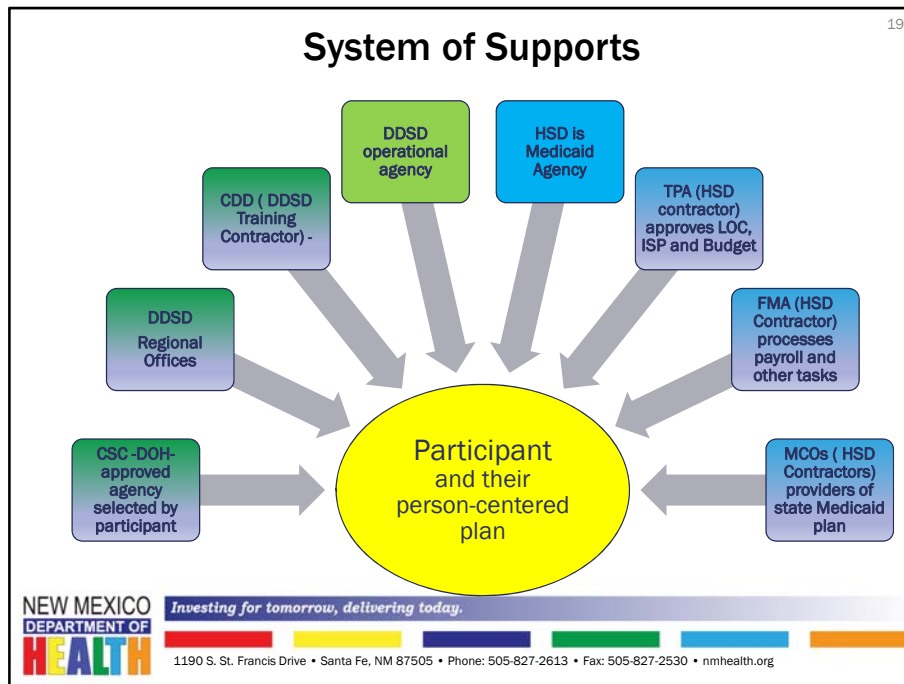 19
System of Supports
DDSD
operational
agency
HSD is
Medicaid
Agency
CDD ( DDSD
Training
Contractor) -
TPA (HSD
contractor)
approves LOC,
ISP and Budget
DDSD
Regional
Offices
FMA (HSD
Contractor)
processes
payroll and
other tasks
CSC -DOH-
approved
agency
selected by
participant
Participant
and their
person-centered
plan
MCOs ( HSD
Contractors)
providers of
state Medicaid
plan
NEW MEXICO
DEPARTMENT OF
HEALTH
Investing for tomorrow, delivering today.
1190 S. St. Francis Drive • Santa Fe, NM 87505 • Phone: 505-827-2613 • Fax: 505-827-2530 • nmhealth.org